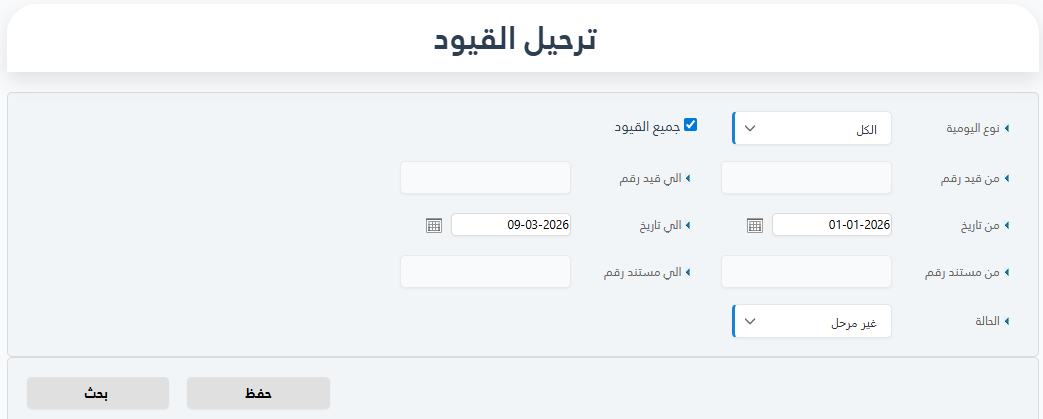 ترحيل القيود
نوع اليومية الكل جميع القيود
من قيد رقم الي قيد رقم
من تاريخ 01-01-2026 الي تاريخ 09-03-2026
من مستند رقم الي مستند رقم
الحالة غير مرحل
حفظ بحث